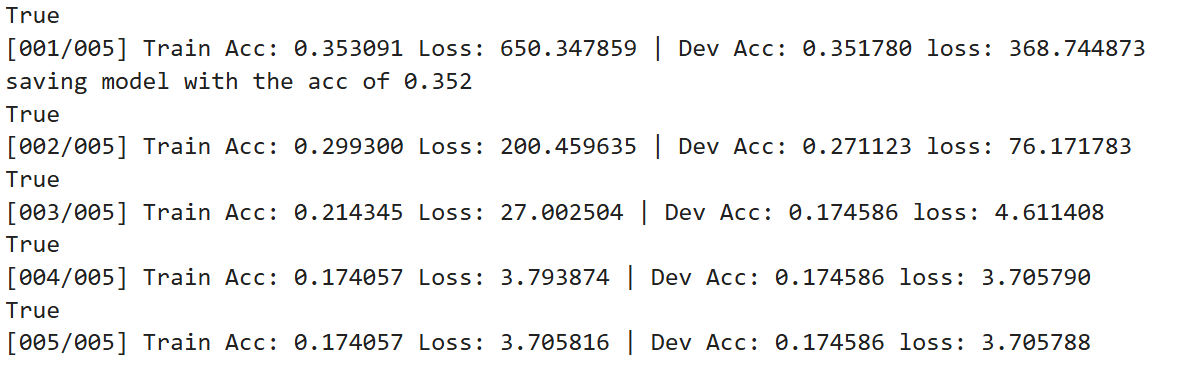 True
[001/005] Train Acc: 0.353091 Loss: 650.347859 | Dev Acc: 0.351780 loss: 368.744873
saving model with the acc of 0.352
True
[002/005] Train Acc: 0.299300 Loss: 200.459635 | Dev Acc: 0.271123 loss: 76.171783
True
[003/005] Train Acc: 0.214345 Loss: 27.002504 | Dev Acc: 0.174586 loss: 4.611408
True
[004/005] Train Acc: 0.174057 Loss: 3.793874 | Dev Acc: 0.174586 loss: 3.705790
True
[005/005] Train Acc: 0.174057 Loss: 3.705816 | Dev Acc: 0.174586 loss: 3.705788